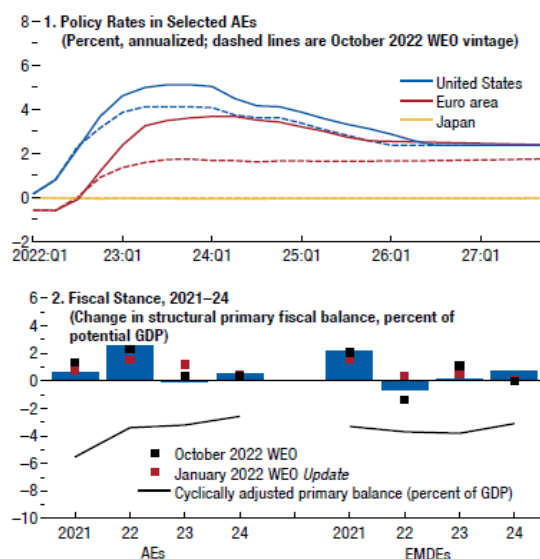 8 – 1. Policy Rates in Selected AEs
(Percent, annualized; dashed lines are October 2022 WEO vintage)
6 –
United States
Euro area
Japan
4 –
2 –
0
–2
2022:Q1 23:Q1 24:Q1 25:Q1 26:Q1 27:Q1
6 – 2. Fiscal Stance, 2021–24
(Change in structural primary fiscal balance, percent of
4 – potential GDP)
2 –
0
–2 –
–4 –
October 2022 WEO
–6 – January 2022 WEO Update
Cyclically adjusted primary balance (percent of GDP)
–8 –
–10
2021 22 23 24 2021 22 23 24
AEs EMDEs